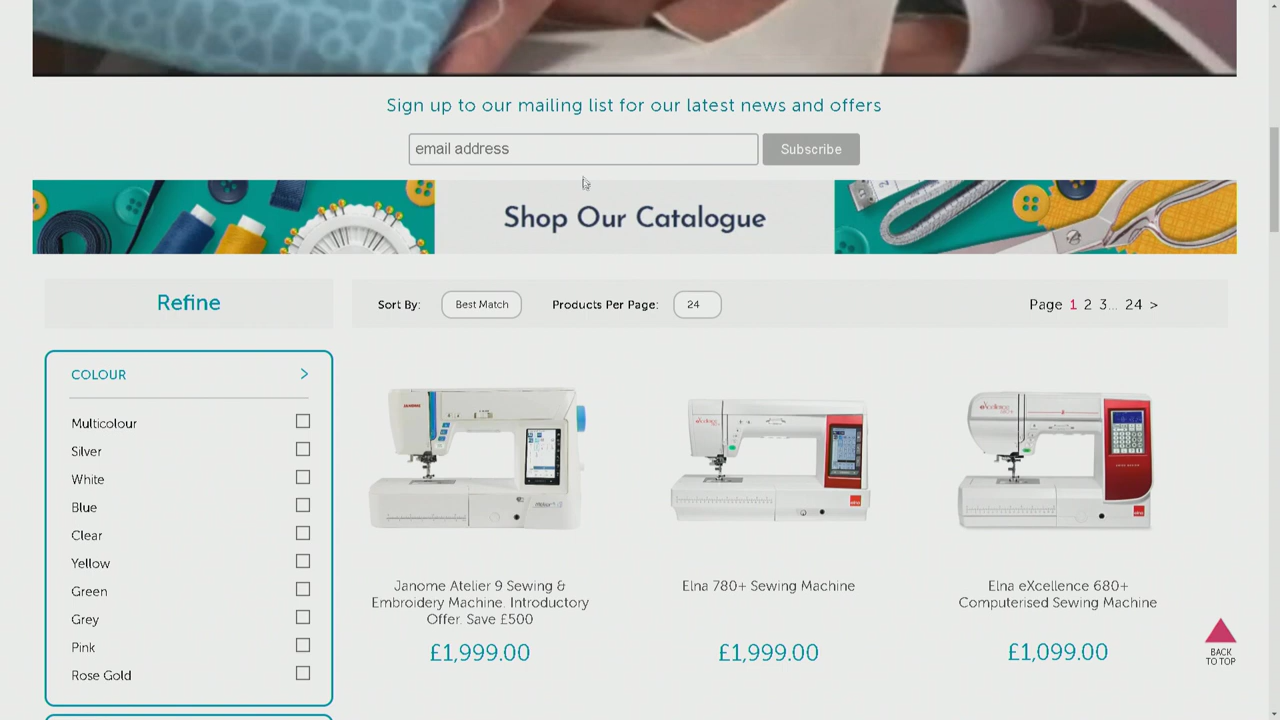 Sign up to our mailing list for our latest news and offers
email address
Subscribe
Shop Our Catalogue
Refine
Sort By:
Best Match
Products Per Page:
24
Page 1 2 3... 24 >
COLOUR
>
Multicolour
Silver
White
Blue
Clear
Yellow
Green
Grey
Pink
Rose Gold
Janome Atelier 9 Sewing &
Embroidery Machine. Introductory
Offer. Save £500
£1,999.00
Elna 780+ Sewing Machine
£1,999.00
elna
Elna eXcellence 680+
Computerised Sewing Machine
£1,099.00
elna
BACK
TO TOP